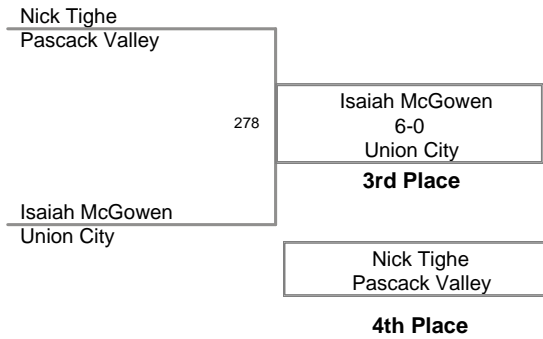 Nick Tighe
Pascack Valley
278
Isaiah McGowen
6-0
Union City
3rd Place
Isaiah McGowen
Union City
Nick Tighe
Pascack Valley
4th Place